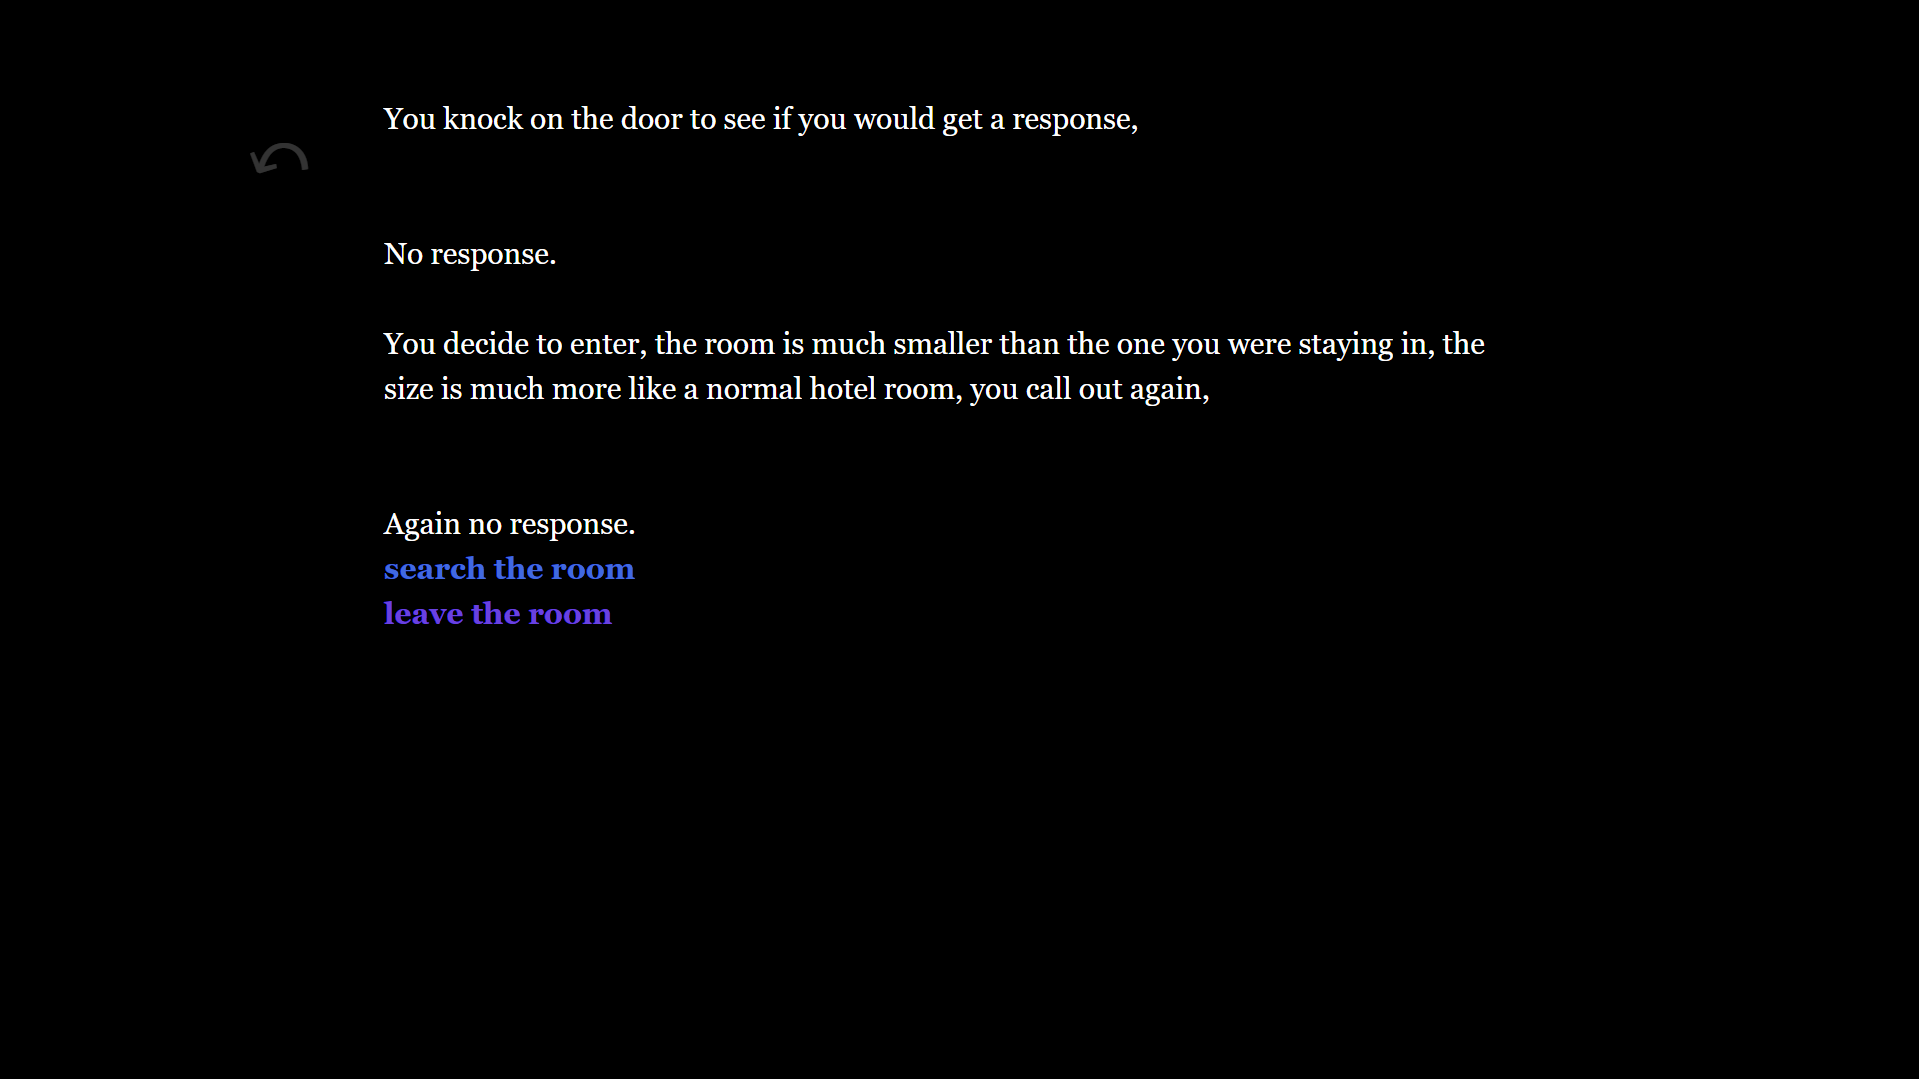 You knock on the door to see if you would get a response,
No response.
You decide to enter, the room is much smaller than the one you were staying in, the
size is much more like a normal hotel room, you call out again,
Again no response.
search the room
leave the room